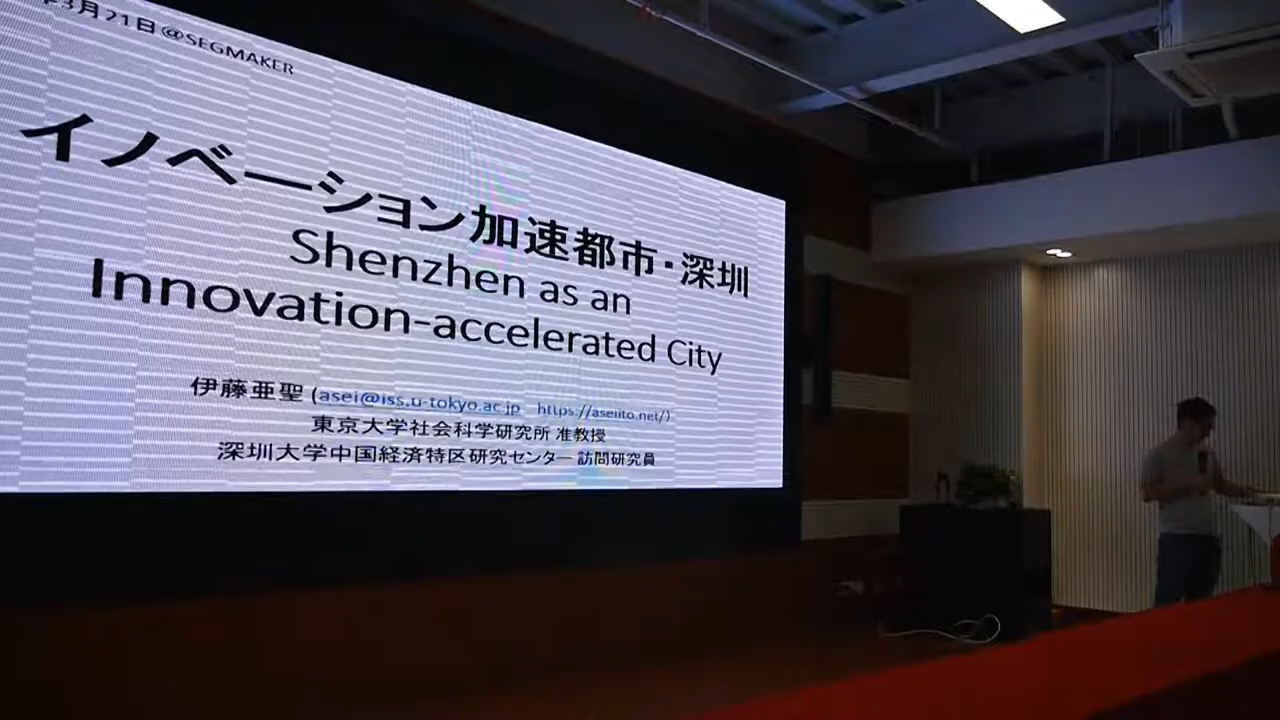 3月21日@SEGMAKER
イノベーション加速都市・深圳
Shenzhen as an
Innovation-accelerated City
伊藤亜聖 (asei@iss.u-tokyo.ac.jp https://aseiito.net/)
東京大学社会科学研究所 准教授
深圳大学中国経済特区研究センター 訪問研究員